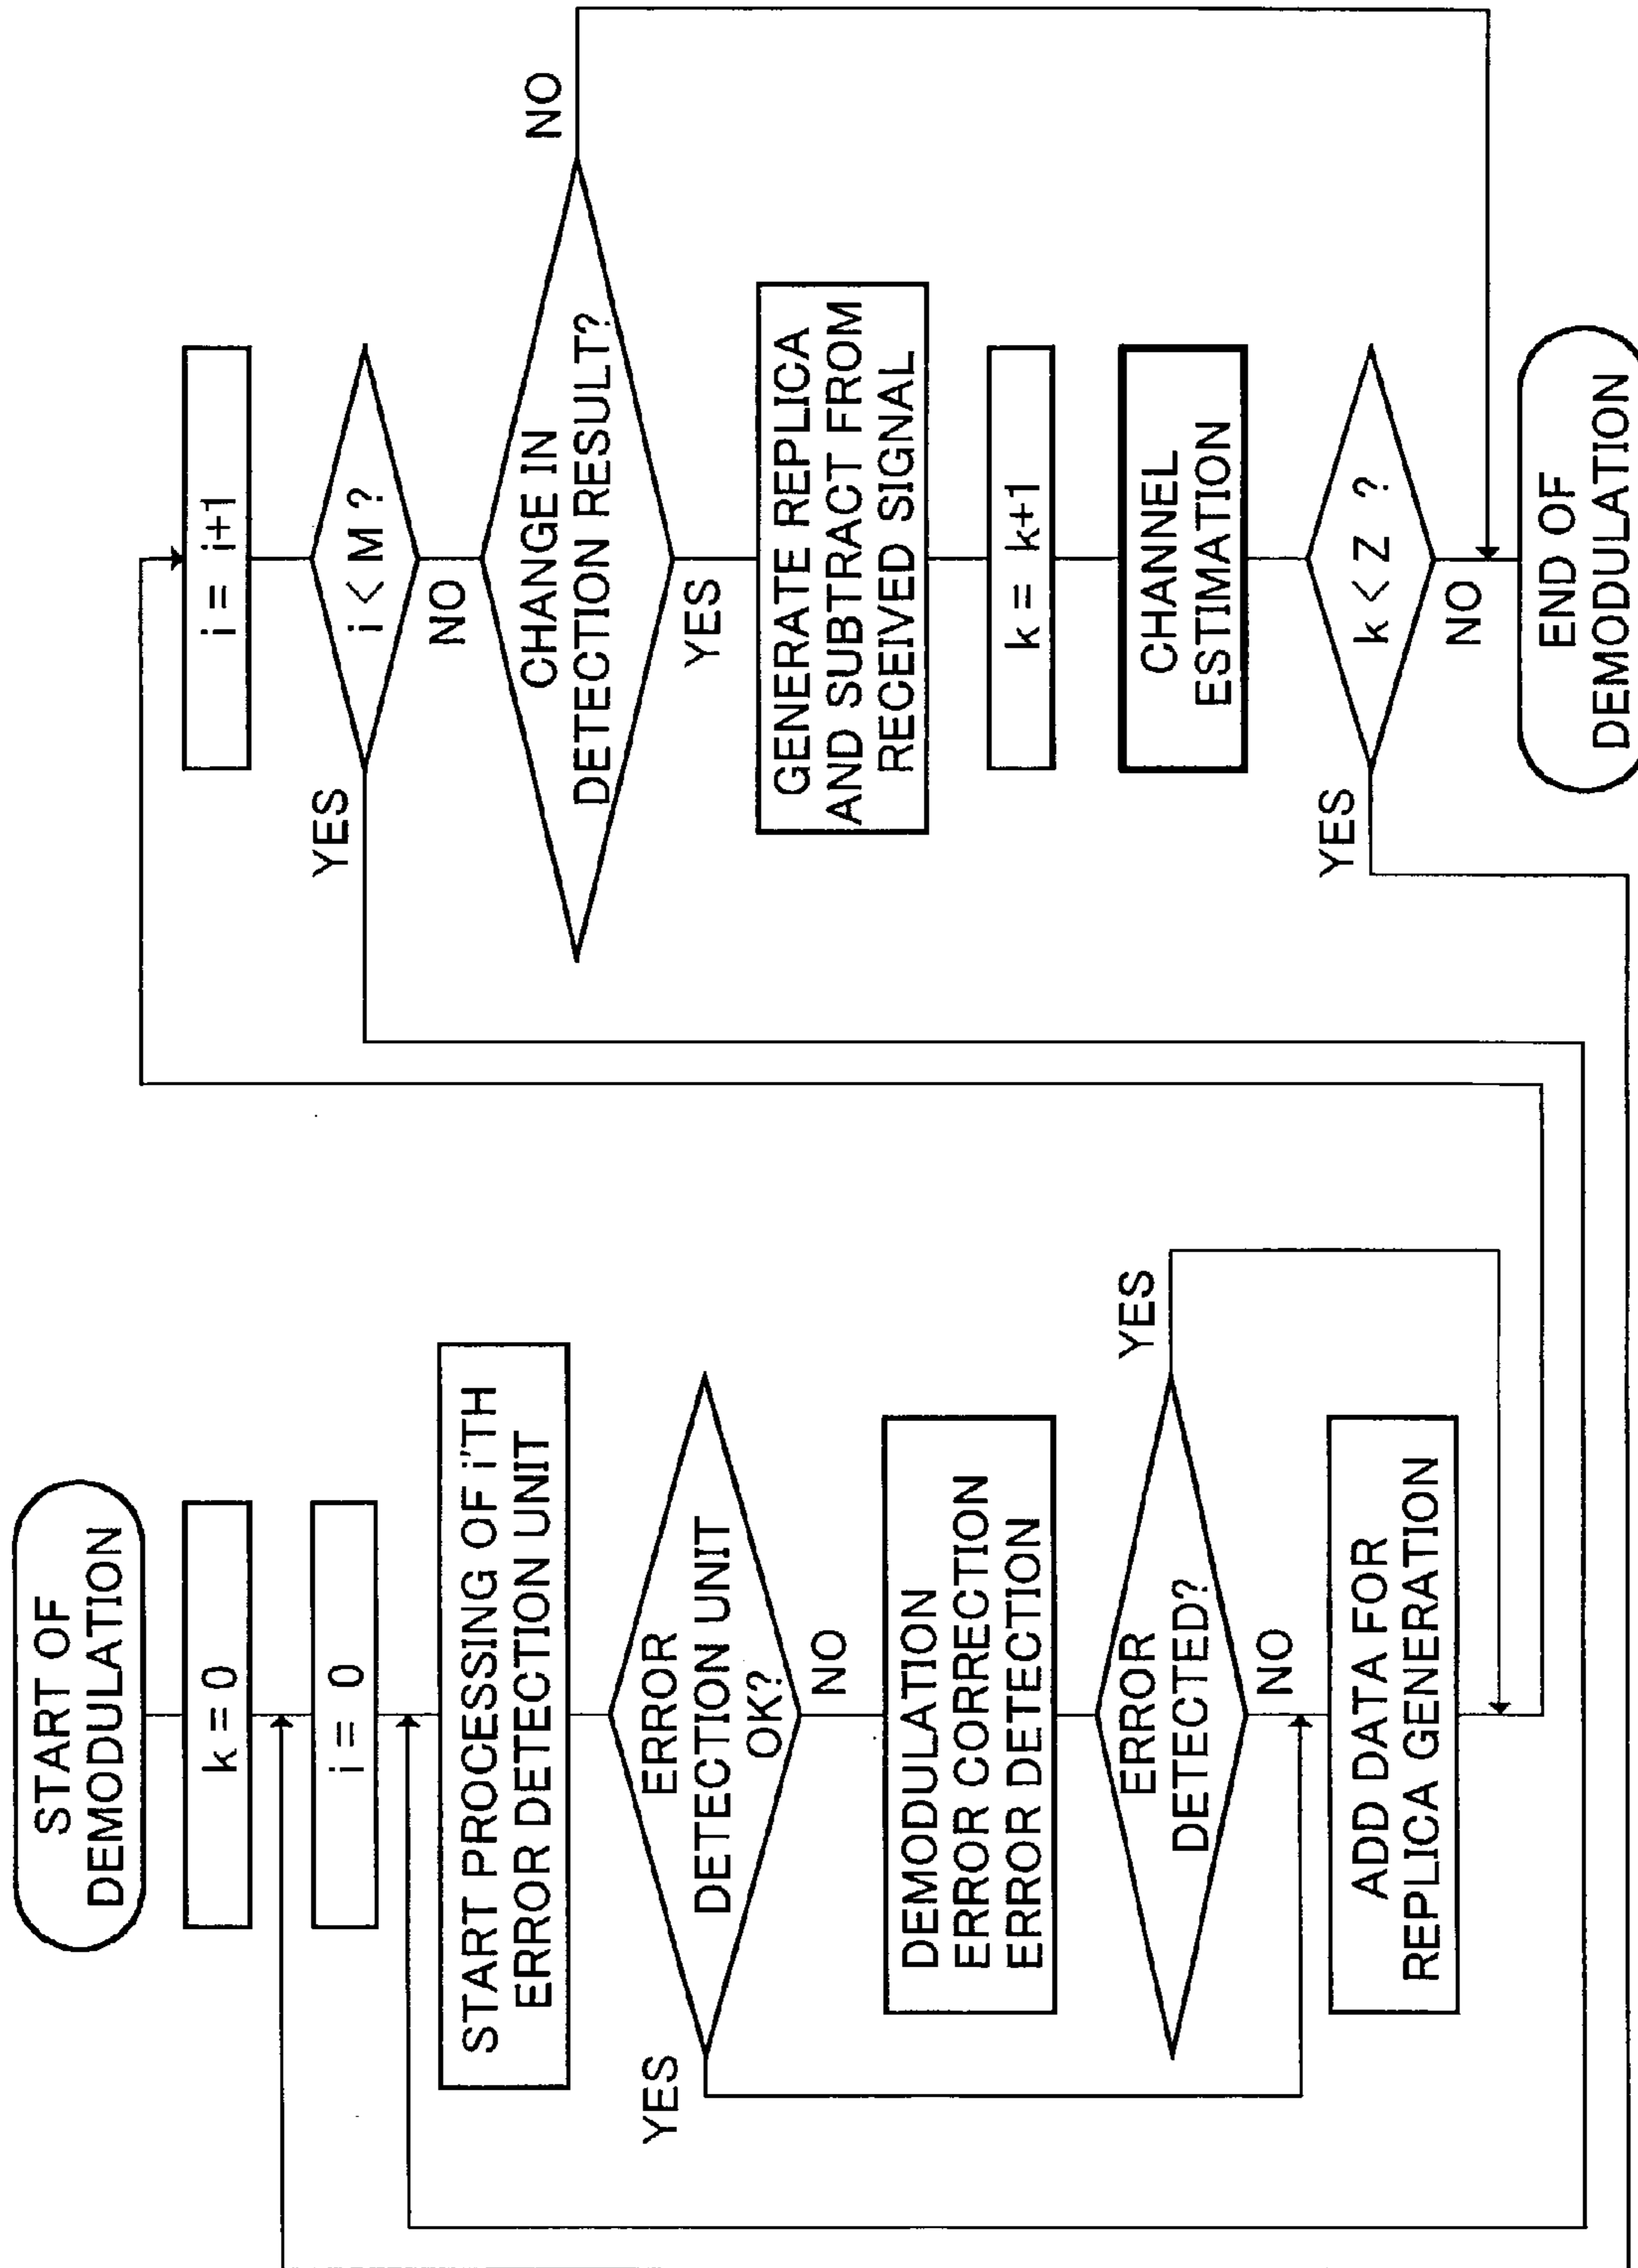 START OF
DEMODULATION
k = 0
i = 0
START PROCESSING OF i'TH
ERROR DETECTION UNIT
ERROR
DETECTION UNIT
OK?
YES
NO
DEMODULATION
ERROR CORRECTION
ERROR DETECTION
ERROR
DETECTED?
YES
NO
ADD DATA FOR
REPLICA GENERATION
i = i+1
i < M ?
YES
NO
CHANGE IN
DETECTION RESULT?
NO
YES
GENERATE REPLICA
AND SUBTRACT FROM
RECEIVED SIGNAL
k = k+1
CHANNEL
ESTIMATION
k < Z ?
YES
NO
END OF
DEMODULATION